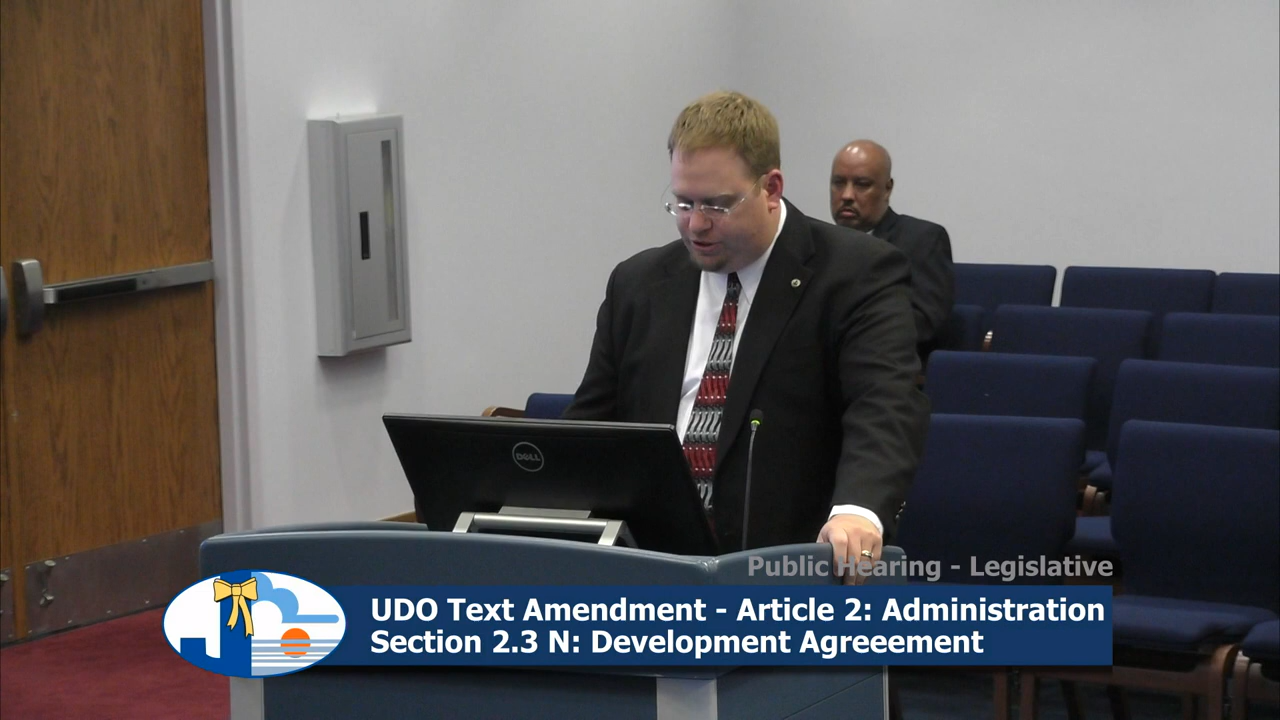 DELL
Public Hearing - Legislative
UDO Text Amendment - Article 2: Administration
Section 2.3 N: Development Agreeement
J